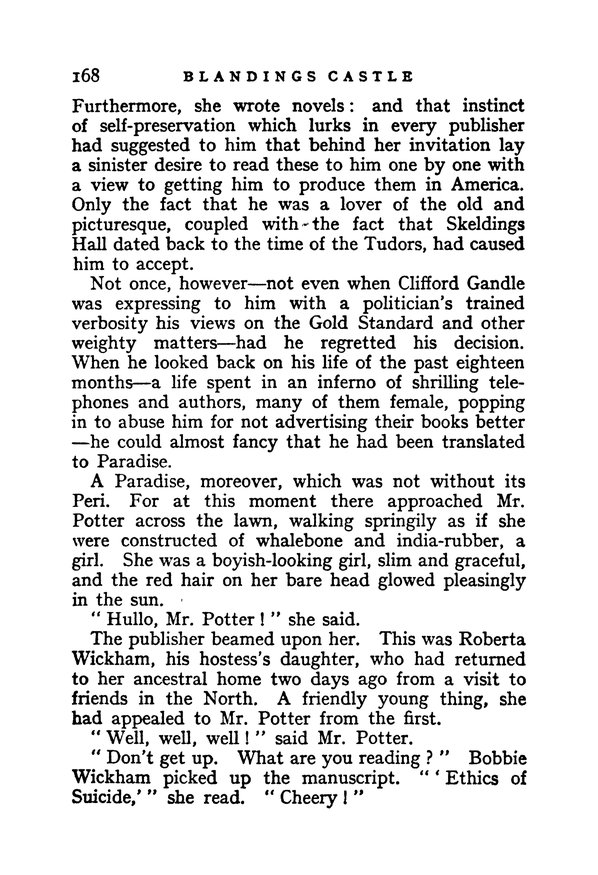 168 BLANDINGS CASTLE
Furthermore, she wrote novels : and that instinct
of self-preservation which lurks in every publisher
had suggested to him that behind her invitation lay
a sinister desire to read these to him one by one with
a view to getting him to produce them in America.
Only the fact that he was a lover of the old and
picturesque, coupled with the fact that Skeldings
Hall dated back to the time of the Tudors, had caused
him to accept.
Not once, however—not even when Clifford Gandle
was expressing to him with a politician's trained
verbosity his views on the Gold Standard and other
weighty matters—had he regretted his decision.
When he looked back on his life of the past eighteen
months—a life spent in an inferno of shrilling tele-
phones and authors, many of them female, popping
in to abuse him for not advertising their books better
—he could almost fancy that he had been translated
to Paradise.
A Paradise, moreover, which was not without its
Peri. For at this moment there approached Mr.
Potter across the lawn, walking springily as if she
were constructed of whalebone and india-rubber, a
girl. She was a boyish-looking girl, slim and graceful,
and the red hair on her bare head glowed pleasingly
in the sun.
" Hullo, Mr. Potter ! " she said.
The publisher beamed upon her. This was Roberta
Wickham, his hostess's daughter, who had returned
to her ancestral home two days ago from a visit to
friends in the North. A friendly young thing, she
had appealed to Mr. Potter from the first.
" Well, well, well ! " said Mr. Potter.
" Don't get up. What are you reading ? " Bobbie
Wickham picked up the manuscript. " ' Ethics of
Suicide,' " she read. " Cheery ! "